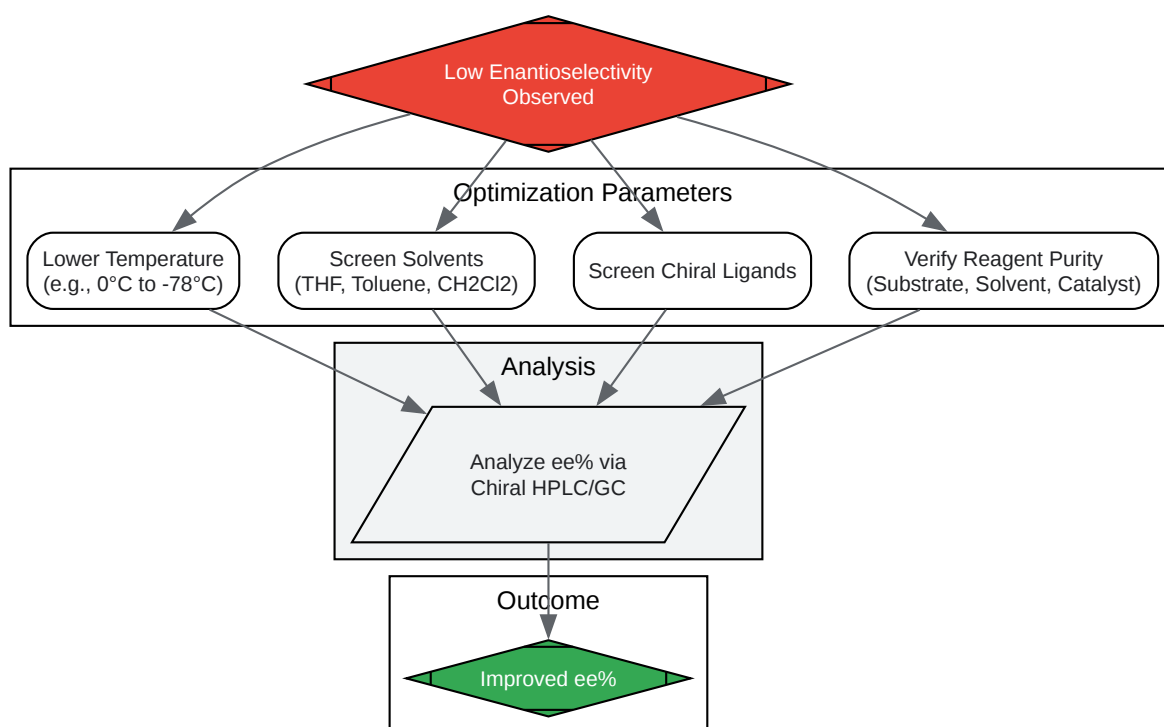 Low Enantioselectivity
Observed
Optimization Parameters
Lower Temperature
(e.g., 0°C to -78°C)
Screen Solvents
(THF, Toluene, CH2Cl2)
Screen Chiral Ligands
Verify Reagent Purity
(Substrate, Solvent, Catalyst)
Analysis
Analyze ee% via
Chiral HPLC/GC
Outcome
Improved ee%